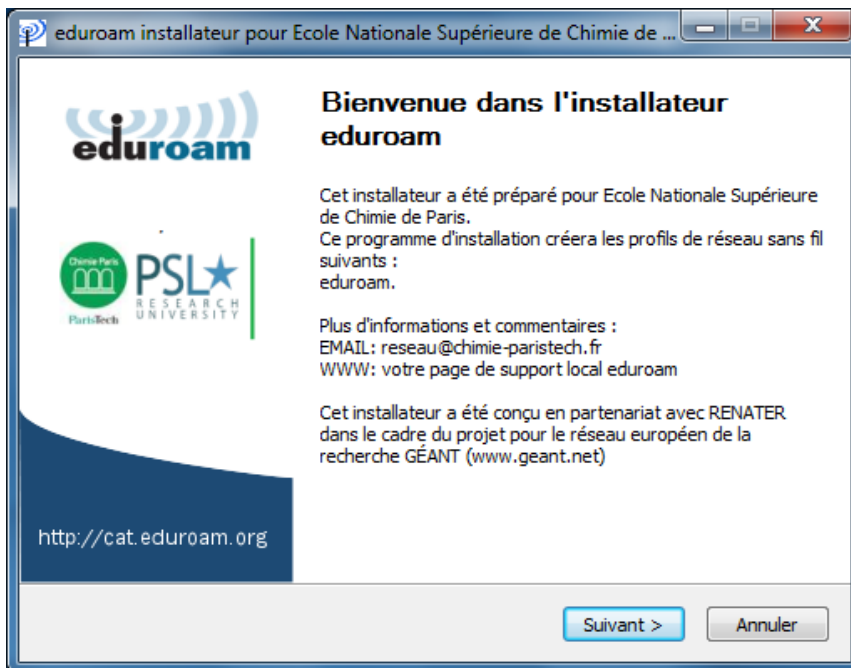 eduroam installateur pour Ecole Nationale Supérieure de Chimie de ...
eduroam
Chimie Paris
ParisTech
PSL
RESEARCH
UNIVERSITY
http://cat.eduroam.org
Bienvenue dans l'installateur
eduroam
Cet installateur a été préparé pour Ecole Nationale Supérieure
de Chimie de Paris.
Ce programme d'installation créera les profils de réseau sans fil
suivants :
eduroam.
Plus d'informations et commentaires :
EMAIL: reseau@chimie-paristech.fr
WWW: votre page de support local eduroam
Cet installateur a été conçu en partenariat avec RENATER
dans le cadre du projet pour le réseau européen de la
recherche GÉANT (www.geant.net)
Suivant >
Annuler